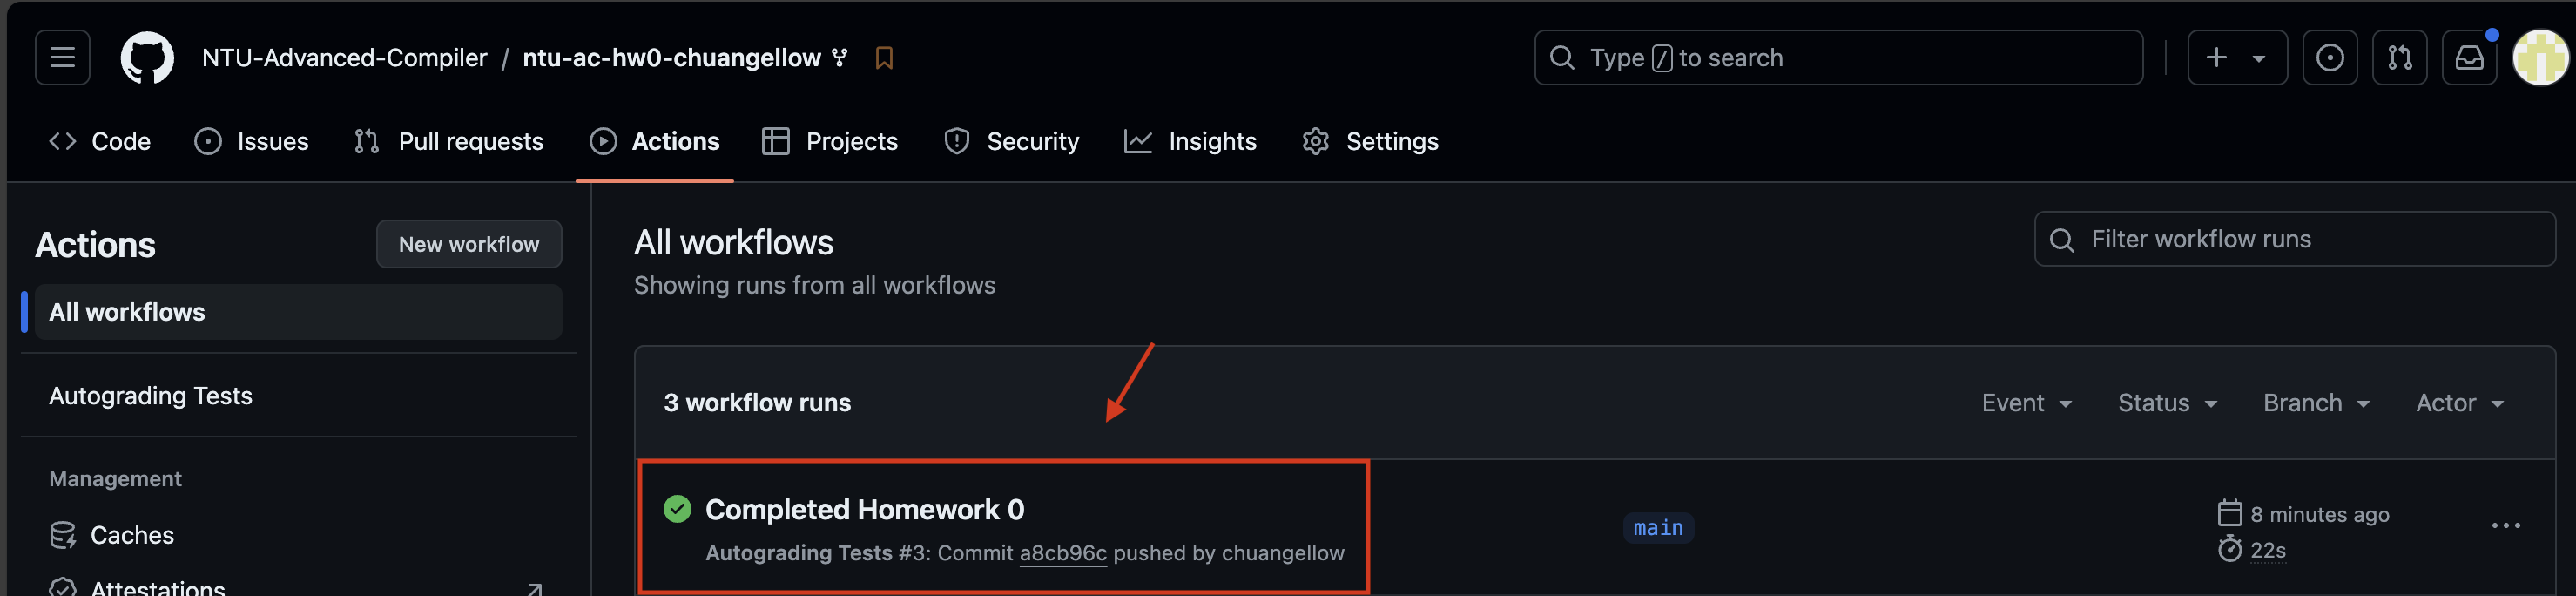 NTU-Advanced-Compiler / ntu-ac-hw0-chuangellow
Type / to search
Code Issues Pull requests Actions Projects Security Insights Settings
Actions
New workflow
All workflows
Autograding Tests
Management
Caches
Attestations
All workflows
Showing runs from all workflows
Filter workflow runs
3 workflow runs
Event Status Branch Actor
Completed Homework 0
Autograding Tests #3: Commit a8cb96c pushed by chuangellow
main
8 minutes ago
22s